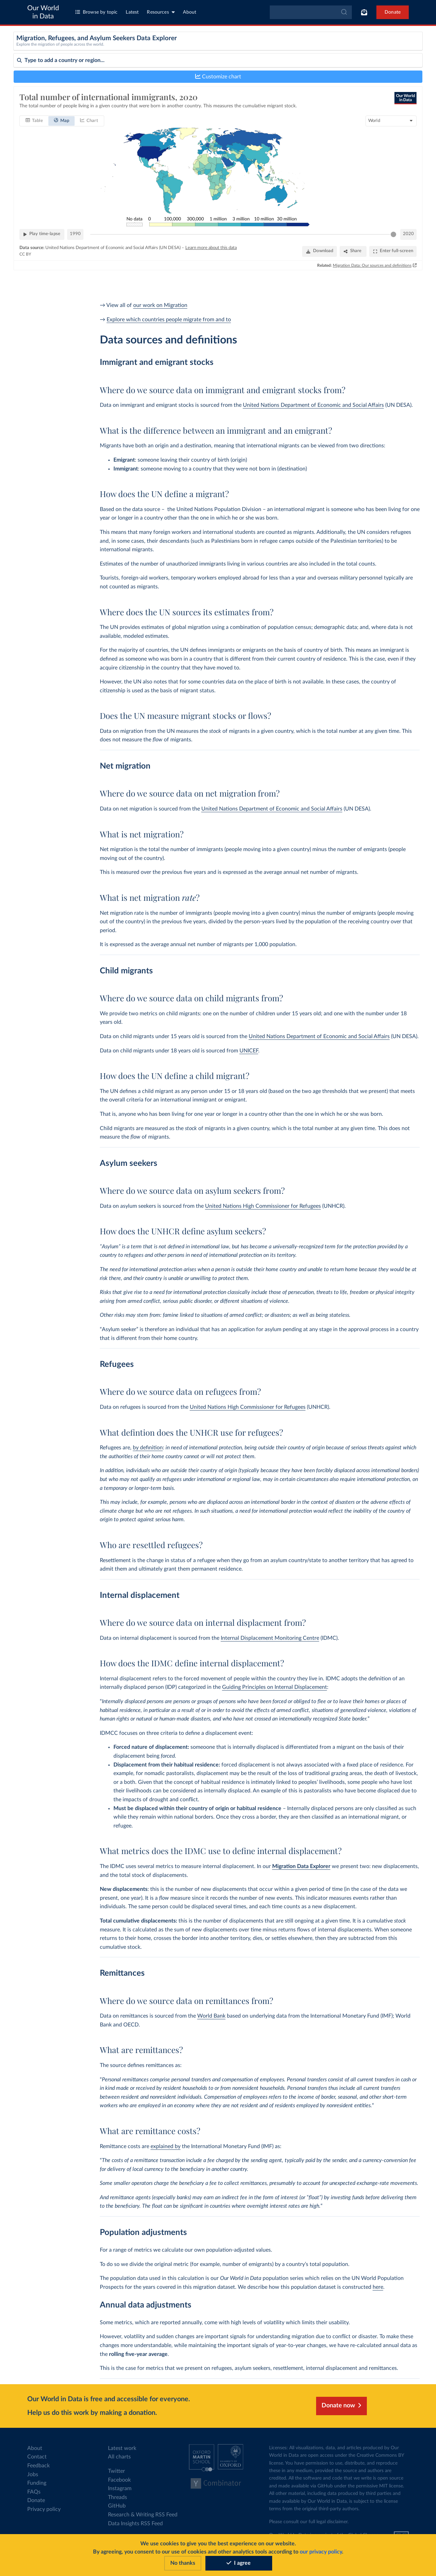 Our World
in Data
Browse by topic
Latest
Resources
About
Donate
Migration, Refugees, and Asylum Seekers Data Explorer
Explore the migration of people across the world.
Type to add a country or region...
Customize chart
Total number of international immigrants, 2020
The total number of people living in a given country that were born in another country. This measures the cumulative migrant stock.
Our World
in Data
Table
Map
Chart
World
No data
0
100,000
300,000
1 million
3 million
10 million
30 million
Play time-lapse
1990
2020
Data source: United Nations Department of Economic and Social Affairs (UN DESA) – Learn more about this data
CC BY
Download
Share
Enter full-screen
Related: Migration Data: Our sources and definitions
→ View all of our work on Migration
→ Explore which countries people migrate from and to
Data sources and definitions
Immigrant and emigrant stocks
Where do we source data on immigrant and emigrant stocks from?
Data on immigrant and emigrant stocks is sourced from the United Nations Department of Economic and Social Affairs (UN DESA).
What is the difference between an immigrant and an emigrant?
Migrants have both an origin and a destination, meaning that international migrants can be viewed from two directions:
• Emigrant: someone leaving their country of birth (origin)
• Immigrant: someone moving to a country that they were not born in (destination)
How does the UN define a migrant?
Based on the data source – the United Nations Population Division – an international migrant is someone who has been living for one
year or longer in a country other than the one in which he or she was born.
This means that many foreign workers and international students are counted as migrants. Additionally, the UN considers refugees
and, in some cases, their descendants (such as Palestinians born in refugee camps outside of the Palestinian territories) to be
international migrants.
Estimates of the number of unauthorized immigrants living in various countries are also included in the total counts.
Tourists, foreign-aid workers, temporary workers employed abroad for less than a year and overseas military personnel typically are
not counted as migrants.
Where does the UN sources its estimates from?
The UN provides estimates of global migration using a combination of population census; demographic data; and, where data is not
available, modeled estimates.
For the majority of countries, the UN defines immigrants or emigrants on the basis of country of birth. This means an immigrant is
defined as someone who was born in a country that is different from their current country of residence. This is the case, even if they
acquire citizenship in the country that they have moved to.
However, the UN also notes that for some countries data on the place of birth is not available. In these cases, the country of
citizenship is used as the basis of migrant status.
Does the UN measure migrant stocks or flows?
Data on migration from the UN measures the stock of migrants in a given country, which is the total number at any given time. This
does not measure the flow of migrants.
Net migration
Where do we source data on net migration from?
Data on net migration is sourced from the United Nations Department of Economic and Social Affairs (UN DESA).
What is net migration?
Net migration is the total the number of immigrants (people moving into a given country) minus the number of emigrants (people
moving out of the country).
This is measured over the previous five years and is expressed as the average annual net number of migrants.
What is net migration rate?
Net migration rate the number of immigrants (people moving into a given country) minus the number of emigrants (people moving
out of the country) in the previous five years, divided by the person-years lived by the population of the receiving country over that
period.
It is expressed as the average annual net number of migrants per 1,000 population.
Child migrants
Where do we source data on child migrants from?
We provide two metrics on child migrants: one on the number of children under 15 years old; and one with the number under 18
years old.
Data on child migrants under 15 years old is sourced from the United Nations Department of Economic and Social Affairs (UN DESA).
Data on child migrants under 18 years old is sourced from UNICEF.
How does the UN define a child migrant?
The UN defines a child migrant as any person under 15 or 18 years old (based on the two age thresholds that we present) that meets
the overall criteria for an international immigrant or emigrant.
That is, anyone who has been living for one year or longer in a country other than the one in which he or she was born.
Child migrants are measured as the stock of migrants in a given country, which is the total number at any given time. This does not
measure the flow of migrants.
Asylum seekers
Where do we source data on asylum seekers from?
Data on asylum seekers is sourced from the United Nations High Commissioner for Refugees (UNHCR).
How does the UNHCR define asylum seekers?
"Asylum" is a term that is not defined in international law, but has become a universally-recognized term for the protection provided by a
country to refugees and other persons in need of international protection on its territory.
The need for international protection arises when a person is outside their home country and unable to return home because they would be at
risk there, and their country is unable or unwilling to protect them.
Risks that give rise to a need for international protection classically include those of persecution, threats to life, freedom or physical integrity
arising from armed conflict, serious public disorder, or different situations of violence.
Other risks may stem from: famine linked to situations of armed conflict; or disasters; as well as being stateless.
"Asylum seeker" is therefore an individual that has an application for asylum pending at any stage in the approval process in a country
that is different from their home country.
Refugees
Where do we source data on refugees from?
Data on refugees is sourced from the United Nations High Commissioner for Refugees (UNHCR).
What defintion does the UNHCR use for refugees?
Refugees are, by definition: in need of international protection, being outside their country of origin because of serious threats against which
the authorities of their home country cannot or will not protect them.
In addition, individuals who are outside their country of origin (typically because they have been forcibly displaced across international borders)
but who may not qualify as refugees under international or regional law, may in certain circumstances also require international protection, on
a temporary or longer-term basis.
This may include, for example, persons who are displaced across an international border in the context of disasters or the adverse effects of
climate change but who are not refugees. In such situations, a need for international protection would reflect the inability of the country of
origin to protect against serious harm.
Who are resettled refugees?
Resettlement is the change in status of a refugee when they go from an asylum country/state to another territory that has agreed to
admit them and ultimately grant them permanent residence.
Internal displacement
Where do we source data on internal displacment from?
Data on internal displacement is sourced from the Internal Displacement Monitoring Centre (IDMC).
How does the IDMC define internal displacement?
Internal displacement refers to the forced movement of people within the country they live in. IDMC adopts the definition of an
internally displaced person (IDP) categorized in the Guiding Principles on Internal Displacement:
"Internally displaced persons are persons or groups of persons who have been forced or obliged to flee or to leave their homes or places of
habitual residence, in particular as a result of or in order to avoid the effects of armed conflict, situations of generalized violence, violations of
human rights or natural or human-made disasters, and who have not crossed an internationally recognized State border."
IDMCC focuses on three criteria to define a displacement event:
• Forced nature of displacement: someone that is internally displaced is differentiated from a migrant on the basis of their
displacement being forced.
• Displacement from their habitual residence: forced displacement is not always associated with a fixed place of residence. For
example, for nomadic pastoralists, displacement may be the result of the loss of traditional grazing areas, the death of livestock,
or a both. Given that the concept of habitual residence is intimately linked to peoples' livelihoods, some people who have lost
their livelihoods can be considered as internally displaced. An example of this is pastoralists who have become displaced due to
the impacts of drought and conflict.
• Must be displaced within their country of origin or habitual residence – Internally displaced persons are only classified as such
while they remain within national borders. Once they cross a border, they are then classified as an international migrant, or
refugee.
What metrics does the IDMC use to define internal displacement?
The IDMC uses several metrics to measure internal displacement. In our Migration Data Explorer we present two: new displacements,
and the total stock of displacements.
New displacements: this is the number of new displacements that occur within a given period of time (in the case of the data we
present, one year). It is a flow measure since it records the number of new events. This indicator measures events rather than
individuals. The same person could be displaced several times, and each time counts as a new displacement.
Total cumulative displacements: this is the number of displacements that are still ongoing at a given time. It is a cumulative stock
measure. It is calculated as the sum of new displacements over time minus returns flows of internal displacements. When someone
returns to their home, crosses the border into another territory, or settles elsewhere, then they are subtracted from this
cumulative stock.
Remittances
Where do we source data on remittances from?
Data on remittances is sourced from the World Bank based on underlying data from the International Monetary Fund (IMF); World
Bank and OECD.
What are remittances?
The source defines remittances as:
"Personal remittances comprise personal transfers and compensation of employees. Personal transfers consist of all current transfers in cash or
in kind made or received by resident households to or from nonresident households. Personal transfers thus include all current transfers
between resident and nonresident individuals. Compensation of employees refers to the income of border, seasonal, and other short-term
workers who are employed in an economy where they are not resident and of residents employed by nonresident entities."
What are remittance costs?
Remittance costs are explained by the International Monetary Fund (IMF) as:
"The costs of a remittance transaction include a fee charged by the sending agent, typically paid by the sender, and a currency-conversion fee
for delivery of local currency to the beneficiary in another country.
Some smaller operators charge the beneficiary a fee to collect remittances, presumably to account for unexpected exchange-rate movements.
And remittance agents (especially banks) may earn an indirect fee in the form of interest (or "float") by investing funds before delivering them
to the beneficiary. The float can be significant in countries where overnight interest rates are high."
Population adjustments
For a range of metrics we calculate our own population-adjusted values.
To do so we divide the original metric (for example, number of emigrants) by a country's total population.
The population data used in this calculation is our Our World in Data population series which relies on the UN World Population
Prospects for the years covered in this migration dataset. We describe how this population dataset is constructed here.
Annual data adjustments
Some metrics, which are reported annually, come with high levels of volatility which limits their usability.
However, volatility and sudden changes are important signals for understanding migration due to conflict or disaster. To make these
changes more understandable, while maintaining the important signals of year-to-year changes, we have re-calculated annual data as
the rolling five-year average.
This is the case for metrics that we present on refugees, asylum seekers, resettlement, internal displacement and remittances.
Our World in Data is free and accessible for everyone.
Help us do this work by making a donation.
Donate now
About
Contact
Feedback
Jobs
Funding
FAQs
Donate
Privacy policy
Latest work
All charts
Twitter
Facebook
Instagram
Threads
GitHub
Research & Writing RSS Feed
Data Insights RSS Feed
OXFORD
MARTIN
SCHOOL
UNIVERSITY OF
OXFORD
Y Combinator
Licenses: All visualizations, data, and articles produced by Our
World in Data are open access under the Creative Commons BY
license. You have permission to use, distribute, and reproduce
these in any medium, provided the source and authors are
credited. All the software and code that we write is open source
and made available via GitHub under the permissive MIT license.
All other material, including data produced by third parties and
made available by Our World in Data, is subject to the license
terms from the original third-party authors.
Please consult our full legal disclaimer.
We use cookies to give you the best experience on our website.
By agreeing, you consent to our use of cookies and other analytics tools according to our privacy policy.
No thanks
I agree